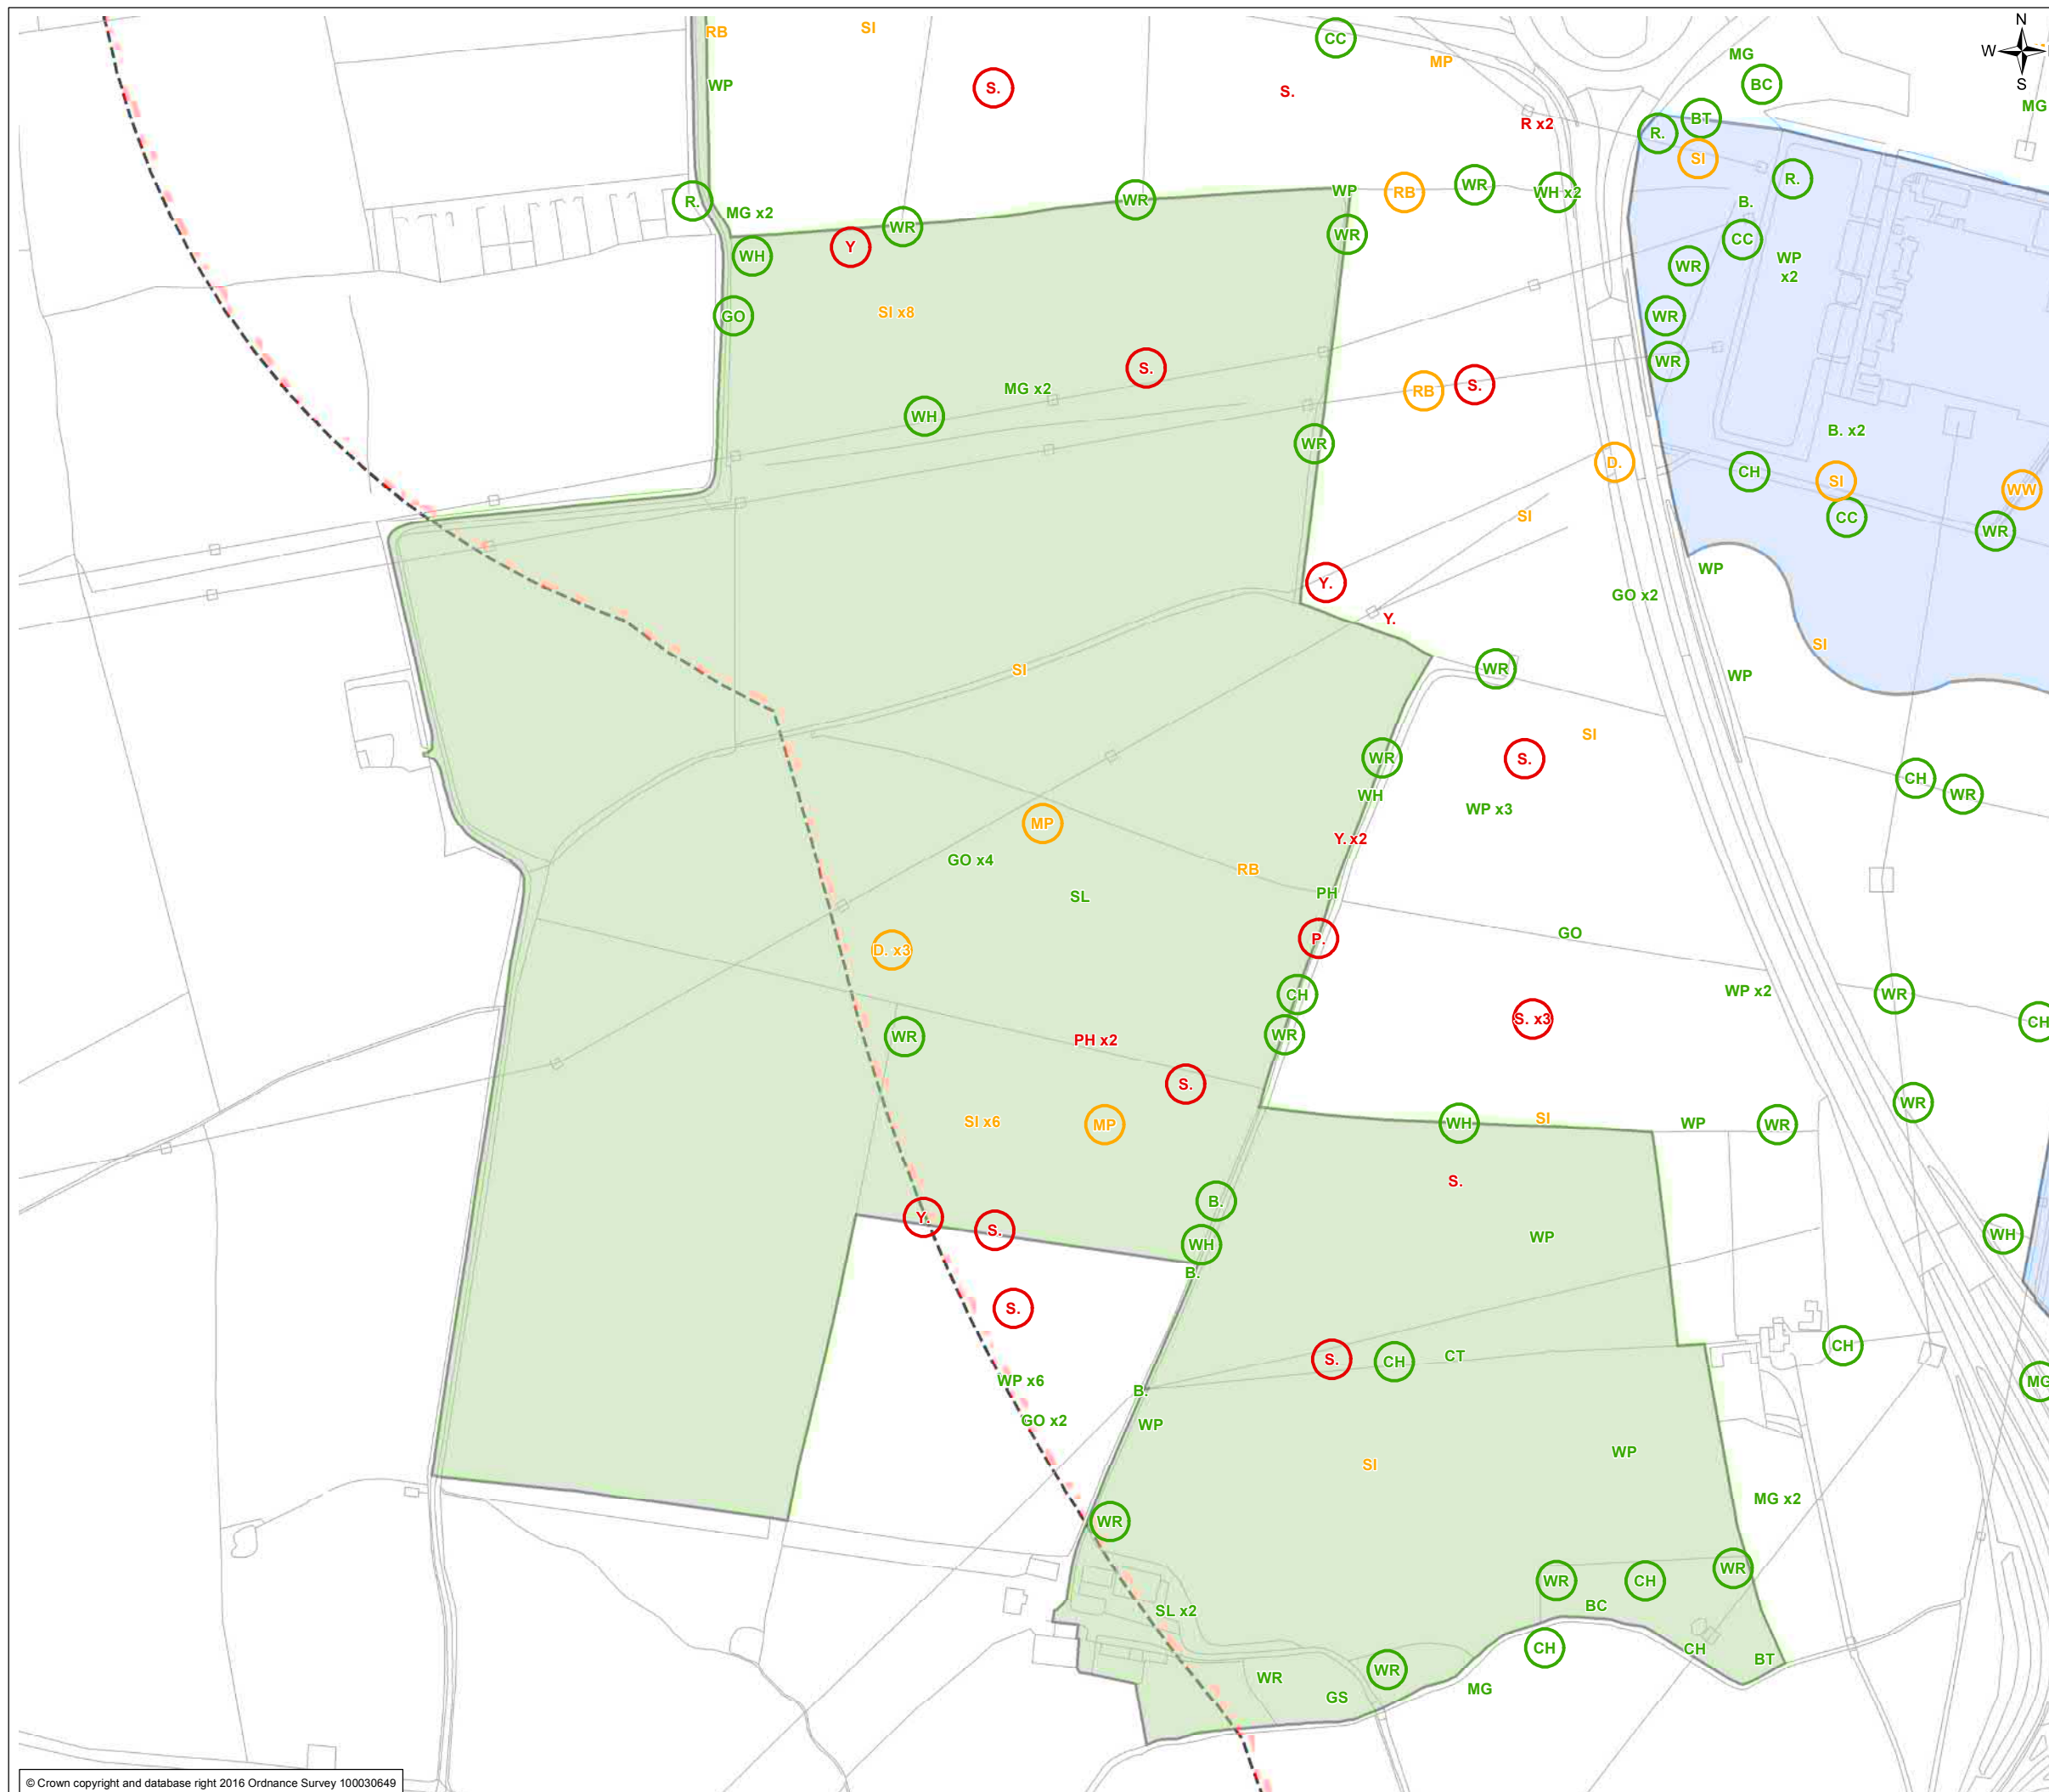 N
W
S
RB
SI
CC
MP
MG
BC
MG
WP
S.
S.
R x2
R.
BT
SI
R.
R.
MG x2
WR
WR
WP
RB
WR
WH x2
B.
WH
Y
WR
CC
WP
x2
WR
GO
SI x8
WR
S.
WR
MG x2
RB
S.
WH
WR
B. x2
D.
CH
SI
WW
SI
CC
WR
WP
Y.
GO x2
Y.
SI
SI
WR
WP
SI
WR
S.
CH
WH
WP x3
WR
MP
Y. x2
GO x4
RB
SL
PH
GO
P.
D. x3
CH
WP x2
WR
S. x3
CH
WR
WR
PH x2
S.
WR
SI x6
MP
WH
SI
WP
WR
S.
B.
Y.
S.
WP
WH
WH
B.
S.
S.
CH
CT
CH
WP x6
B.
MG
GO x2
WP
WP
SI
MG x2
WR
WR
WR
CH
SL x2
BC
CH
CH
BT
WR
WR
GS
MG
© Crown copyright and database right 2016 Ordnance Survey 100030649